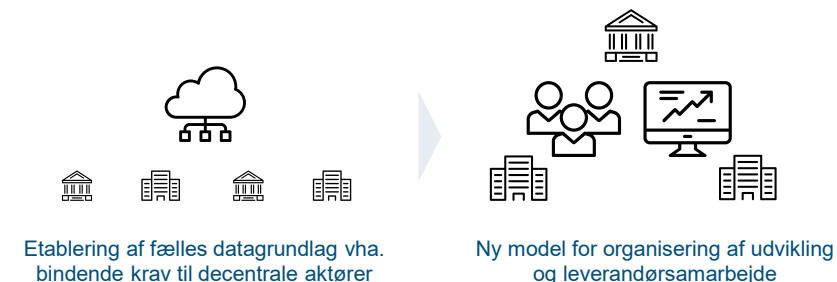 Etablering af fælles datagrundlag vha.
bindende krav til decentrale aktører
Ny model for organisering af udvikling
og leverandørsamarbejde